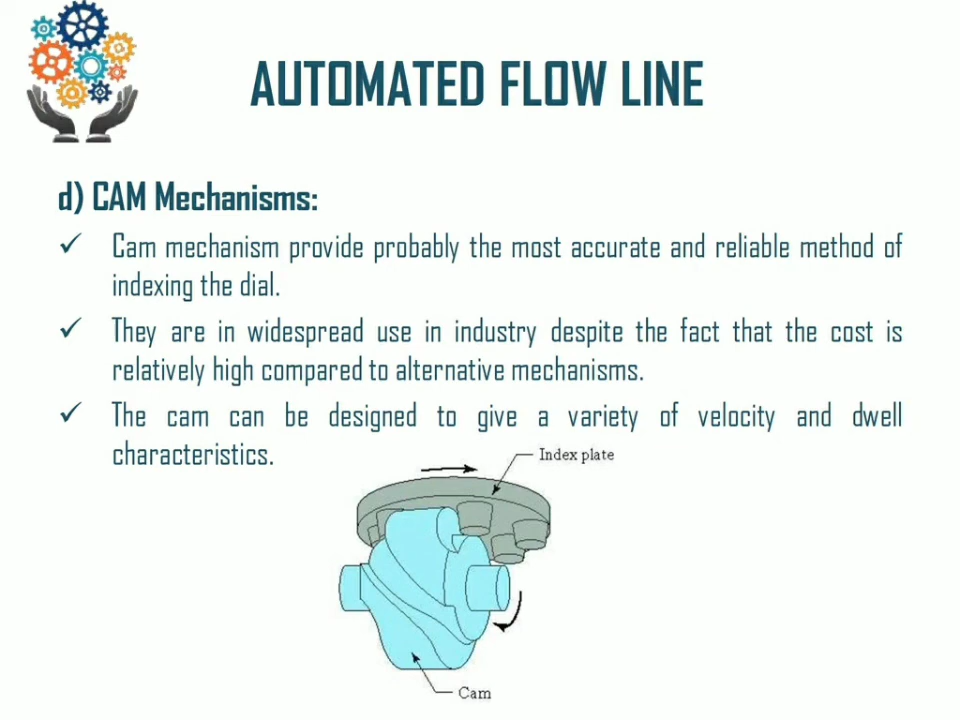 AUTOMATED FLOW LINE
d) CAM Mechanisms:
✓ Cam mechanism provide probably the most accurate and reliable method of
indexing the dial.
✓ They are in widespread use in industry despite the fact that the cost is
relatively high compared to alternative mechanisms.
✓ The cam can be designed to give a variety of velocity and dwell
characteristics.
Index plate
Cam